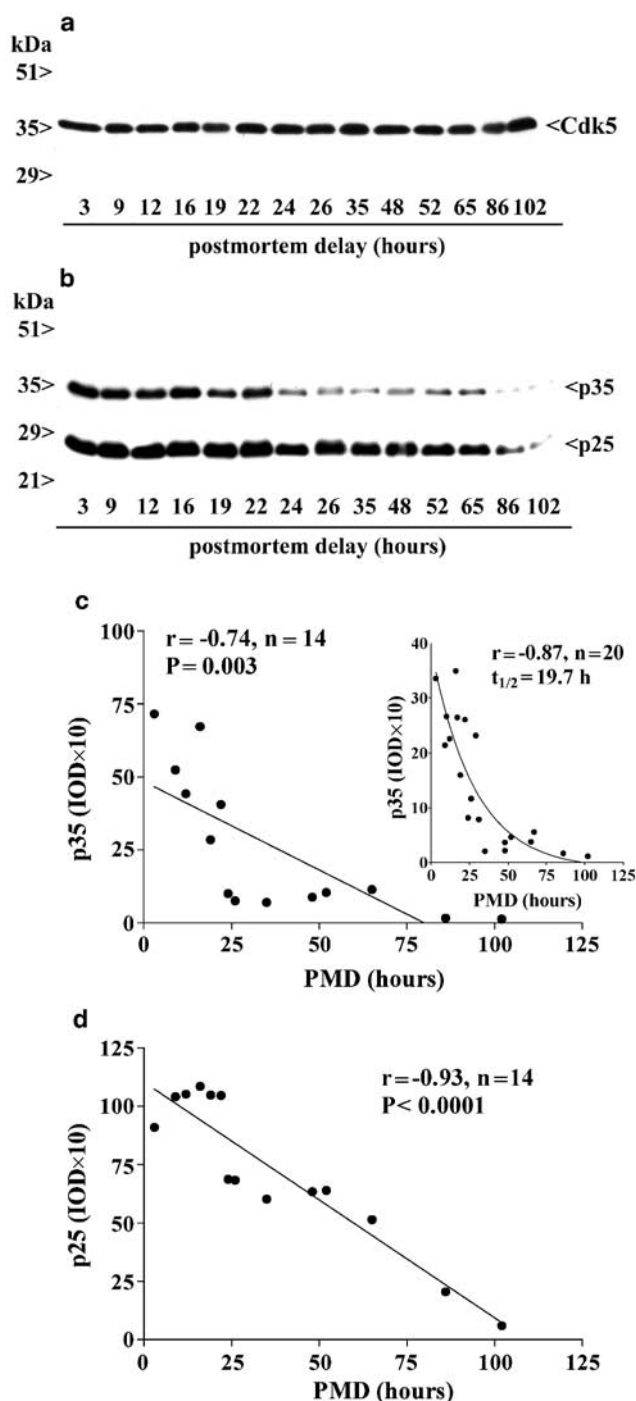 a
kDa
51>
35> <Cdk5
29>
3 9 12 16 19 22 24 26 35 48 52 65 86 102
postmortem delay (hours)
b
kDa
51>
35> <p35
29> <p25
21>
3 9 12 16 19 22 24 26 35 48 52 65 86 102
postmortem delay (hours)
c
r= -0.74, n=14
P=0.003
100
75
50
25
0
p35 (IOD×10)
0 25 50 75 100 125
PMD (hours)
r=-0.87, n=20
t1/2=19.7 h
40
30
20
10
0
p35 (IOD×10)
0 25 50 75 100 125
PMD (hours)
d
r=-0.93, n=14
P< 0.0001
125
100
75
50
25
0
p25 (IOD×10)
0 25 50 75 100 125
PMD (hours)